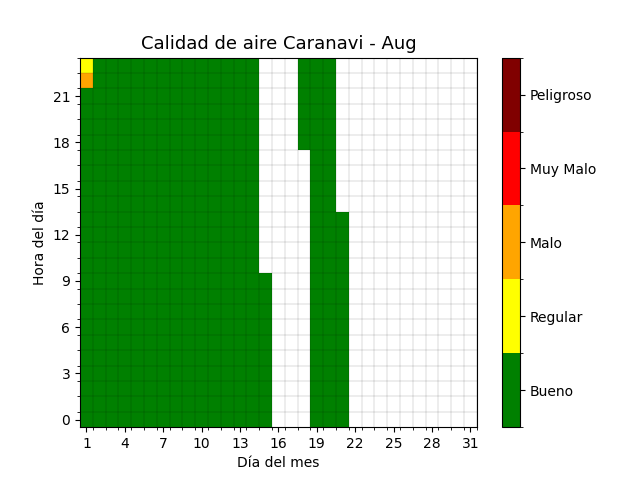 Calidad de aire Caranavi - Aug
Hora del día
21
18
15
12
9
6
3
0
1 4 7 10 13 16 19 22 25 28 31
Día del mes
Peligroso
Muy Malo
Malo
Regular
Bueno